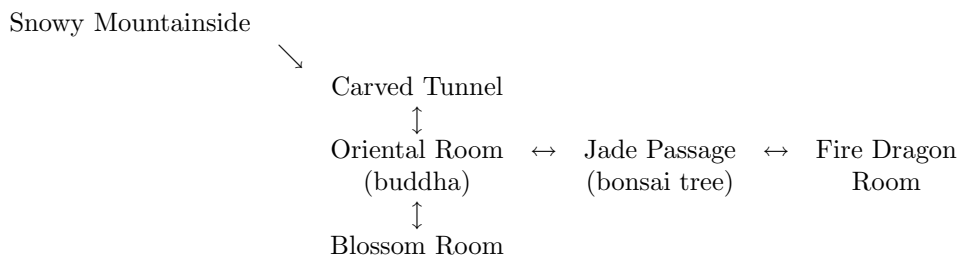 Snowy Mountainside
↘
Carved Tunnel
↕
Oriental Room ↔ Jade Passage ↔ Fire Dragon
(buddha) (bonsai tree) Room
↕
Blossom Room